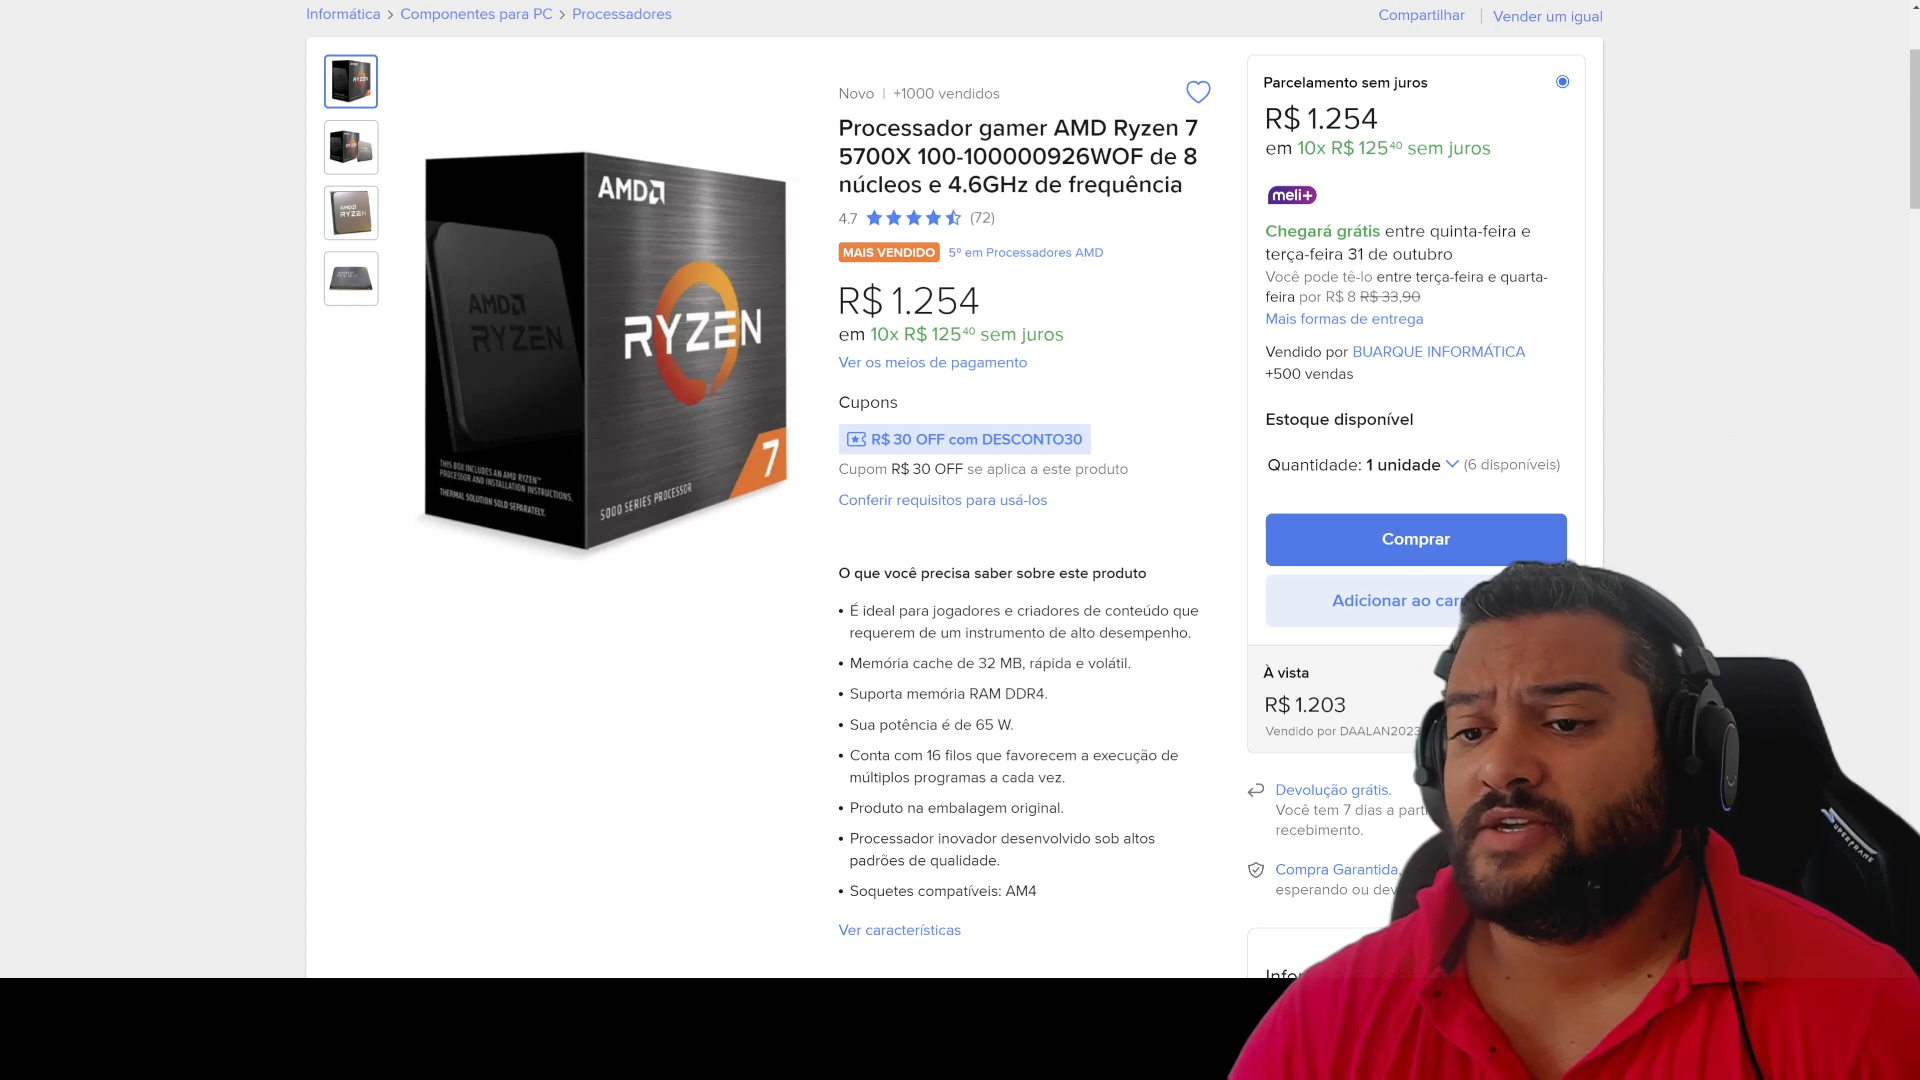 Informática > Componentes para PC > Processadores
Compartilhar | Vender um igual
Novo | +1000 vendidos
Processador gamer AMD Ryzen 7
5700X 100-100000926WOF de 8
núcleos e 4.6GHz de frequência
4.7 (72)
MAIS VENDIDO 5º em Processadores AMD
R$ 1.254
em 10x R$ 125⁴⁰ sem juros
Ver os meios de pagamento
Cupons
R$ 30 OFF com DESCONTO30
Cupom R$ 30 OFF se aplica a este produto
Conferir requisitos para usá-los
O que você precisa saber sobre este produto
• É ideal para jogadores e criadores de conteúdo que
requerem de um instrumento de alto desempenho.
• Memória cache de 32 MB, rápida e volátil.
• Suporta memória RAM DDR4.
• Sua potência é de 65 W.
• Conta com 16 filos que favorecem a execução de
múltiplos programas a cada vez.
• Produto na embalagem original.
• Processador inovador desenvolvido sob altos
padrões de qualidade.
• Soquetes compatíveis: AM4
Ver características
AMD
RYZEN
AMD
RYZEN
7
THIS BOX INCLUDES AN AMD RYZEN™
PROCESSOR AND INSTALLATION INSTRUCTIONS.
THERMAL SOLUTION SOLD SEPARATELY.
5000 SERIES PROCESSOR
Parcelamento sem juros
R$ 1.254
em 10x R$ 125⁴⁰ sem juros
meli+
Chegará grátis entre quinta-feira e
terça-feira 31 de outubro
Você pode tê-lo entre terça-feira e quarta-
feira por R$ 8 R$ 33,90
Mais formas de entrega
Vendido por BUARQUE INFORMÁTICA
+500 vendas
Estoque disponível
Quantidade: 1 unidade (6 disponíveis)
Comprar
Adicionar ao car
À vista
R$ 1.203
Vendido por DAALAN2023
Devolução grátis.
Você tem 7 dias a parti
recebimento.
Compra Garantida,
esperando ou dev
Infor
SUPERFRAME